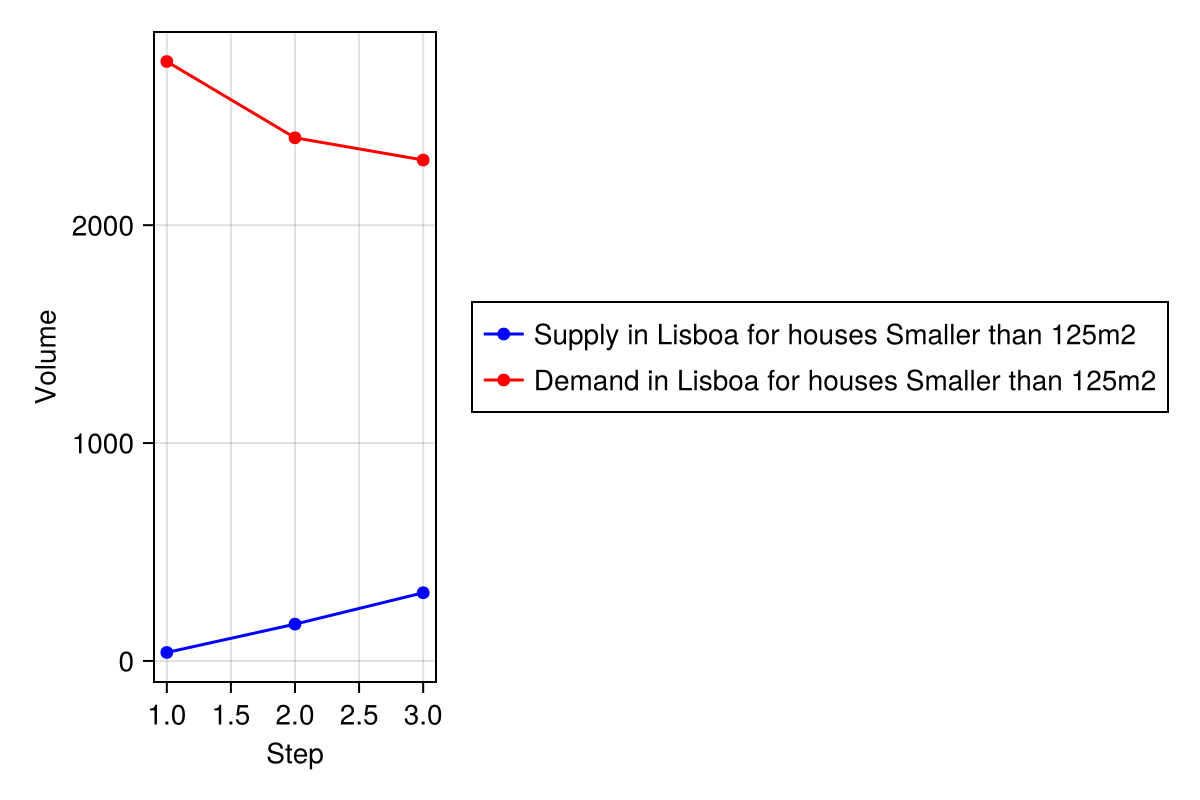 Volume
2000
1000
0
1.0 1.5 2.0 2.5 3.0
Step
Supply in Lisboa for houses Smaller than 125m2
Demand in Lisboa for houses Smaller than 125m2